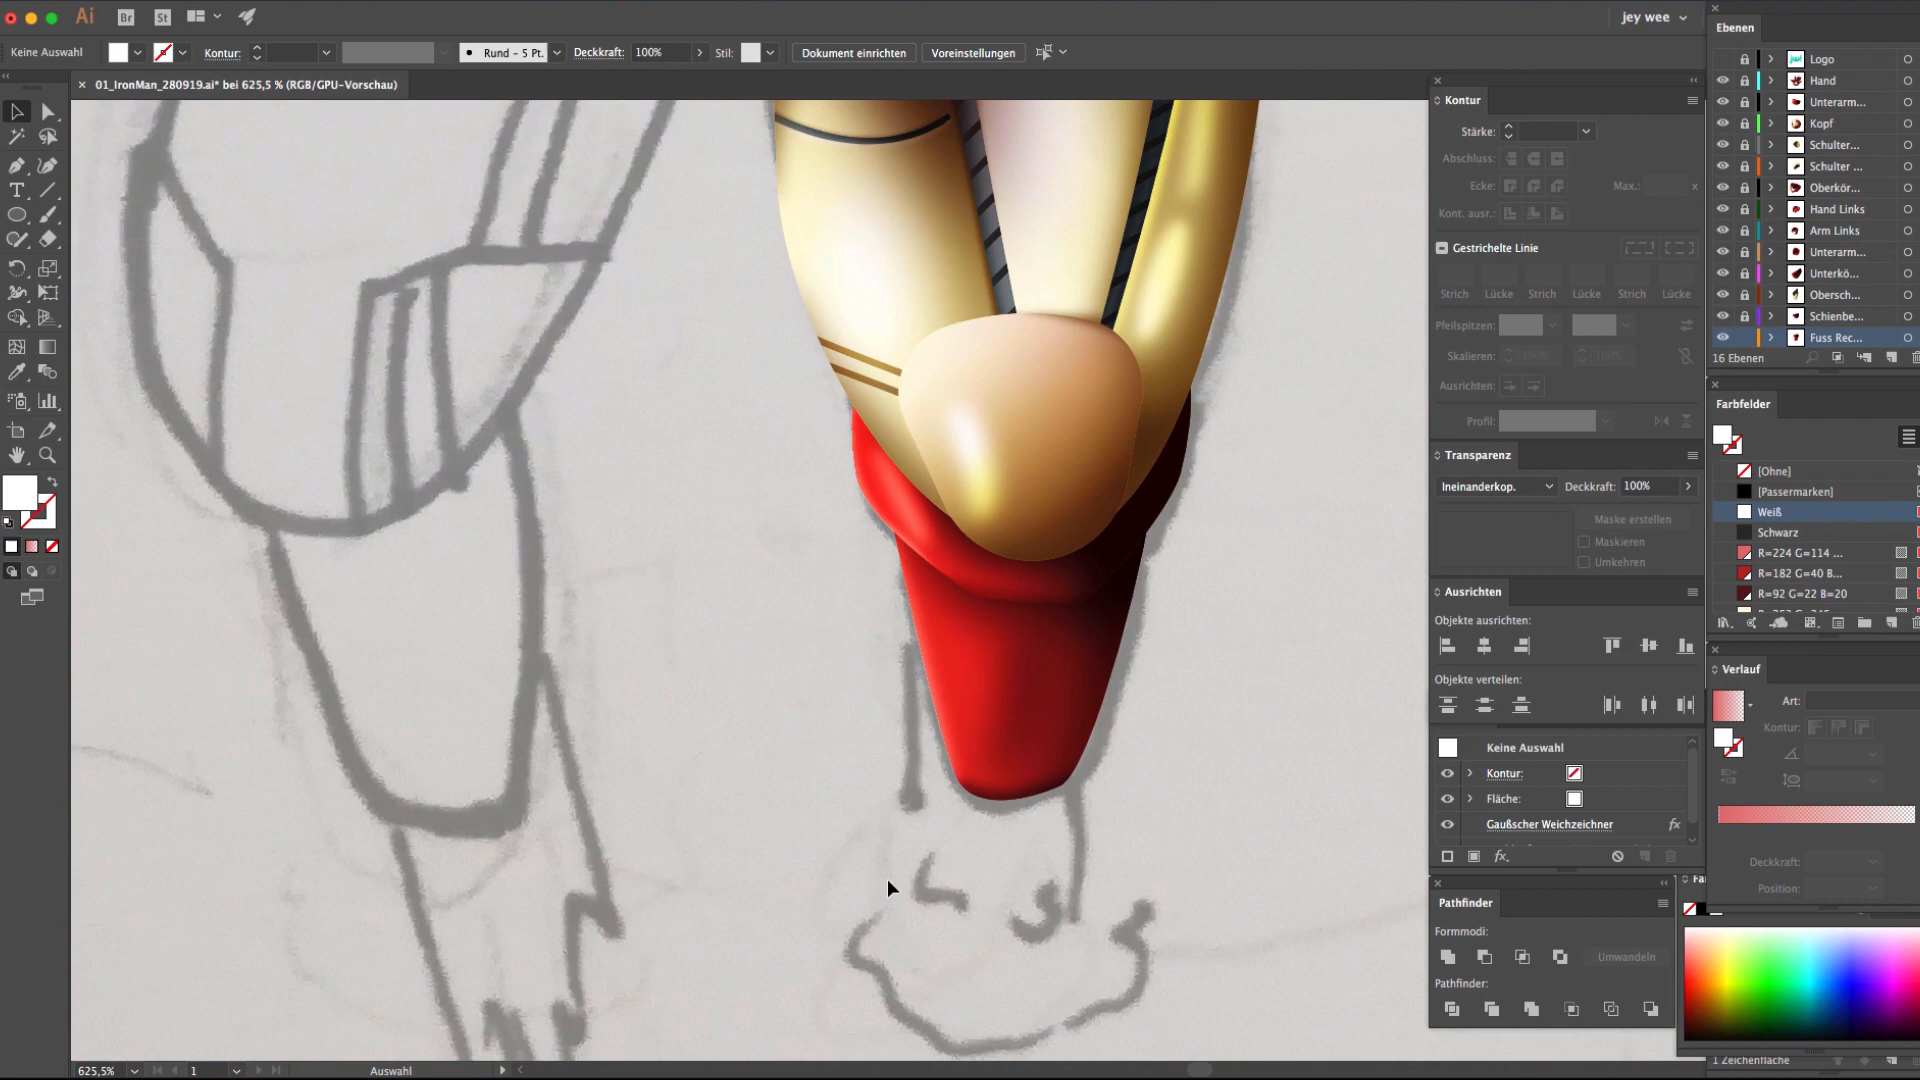 Ai Br St jey wee
Keine Auswahl Kontur: Rund – 5 Pt. Deckkraft: 100% Stil: Dokument einrichten Voreinstellungen
01_IronMan_280919.ai* bei 625,5 % (RGB/GPU-Vorschau)
Kontur
Stärke:
Abschluss:
Ecke: Max.: x
Kont. ausr.:
Gestrichelte Linie
Strich Lücke Strich Lücke Strich Lücke
Pfeilspitzen:
Skalieren: 100% 100%
Ausrichten:
Profil:
Transparenz
Ineinanderkop. Deckkraft: 100%
Maske erstellen
Maskieren
Umkehren
Ausrichten
Objekte ausrichten:
Objekte verteilen:
Keine Auswahl
Kontur:
Fläche:
Gaußscher Weichzeichner fx
fx.
Pathfinder
Formmodi:
Umwandeln
Pathfinder:
Ebenen
Logo
Hand
Unterarm...
Kopf
Schulter...
Schulter ...
Oberkör...
Hand Links
Arm Links
Unterarm...
Unterkö...
Obersch...
Schienbe...
Fuss Rec...
16 Ebenen
Farbfelder
[Ohne]
[Passermarken]
Weiß
Schwarz
R=224 G=114 ...
R=182 G=40 B...
R=92 G=22 B=20
Verlauf
Art:
Kontur:
Deckkraft:
Position:
Fa
1 Zeichenfläche
625,5% 1 Auswahl